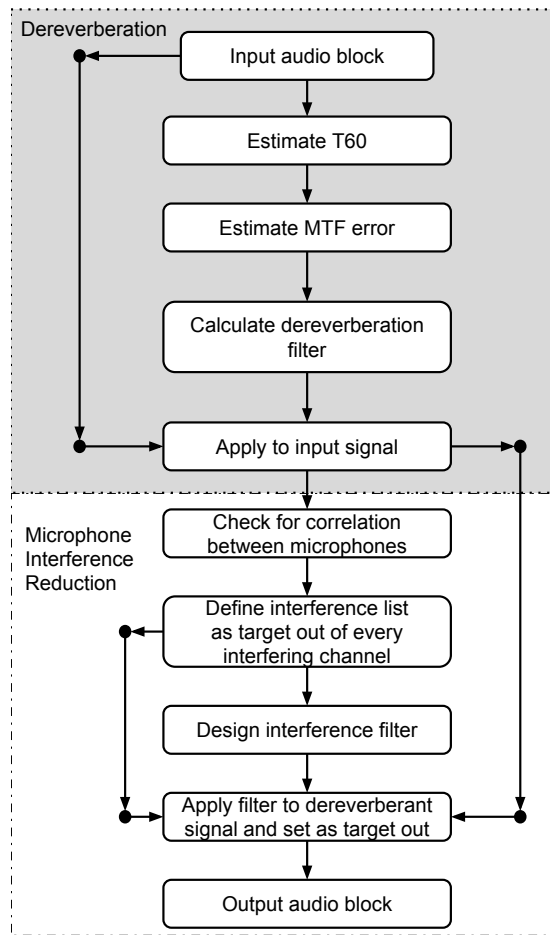 Dereverberation
Input audio block
Estimate T60
Estimate MTF error
Calculate dereverberation
filter
Apply to input signal
Microphone
Interference
Reduction
Check for correlation
between microphones
Define interference list
as target out of every
interfering channel
Design interference filter
Apply filter to dereverberant
signal and set as target out
Output audio block